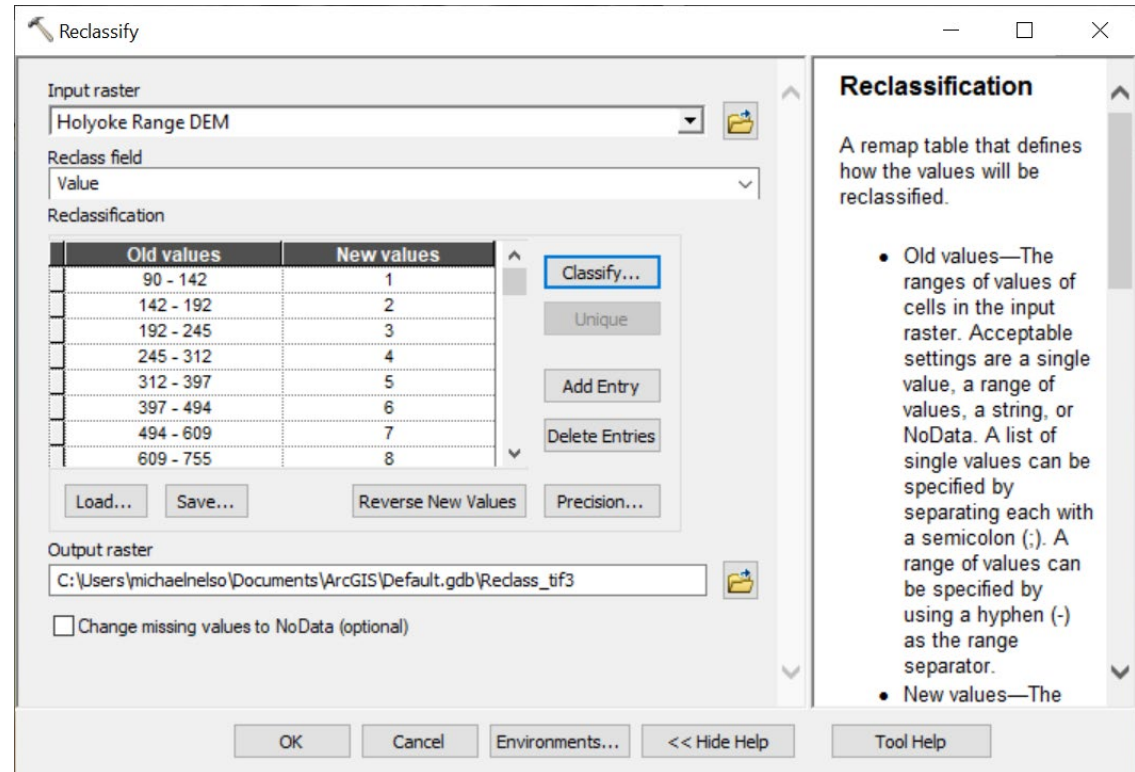 Reclassify
Input raster
Holyoke Range DEM
Reclass field
Value
Reclassification
Old values New values
90 - 142 1
142 - 192 2
192 - 245 3
245 - 312 4
312 - 397 5
397 - 494 6
494 - 609 7
609 - 755 8
Classify...
Unique
Add Entry
Delete Entries
Load... Save... Reverse New Values Precision...
Output raster
C:\Users\michaelnelso\Documents\ArcGIS\Default.gdb\Reclass_tif3
Change missing values to NoData (optional)
Reclassification
A remap table that defines
how the values will be
reclassified.
• Old values—The
ranges of values of
cells in the input
raster. Acceptable
settings are a single
value, a range of
values, a string, or
NoData. A list of
single values can be
specified by
separating each with
a semicolon (;). A
range of values can
be specified by
using a hyphen (-)
as the range
separator.
• New values—The
OK Cancel Environments... << Hide Help Tool Help